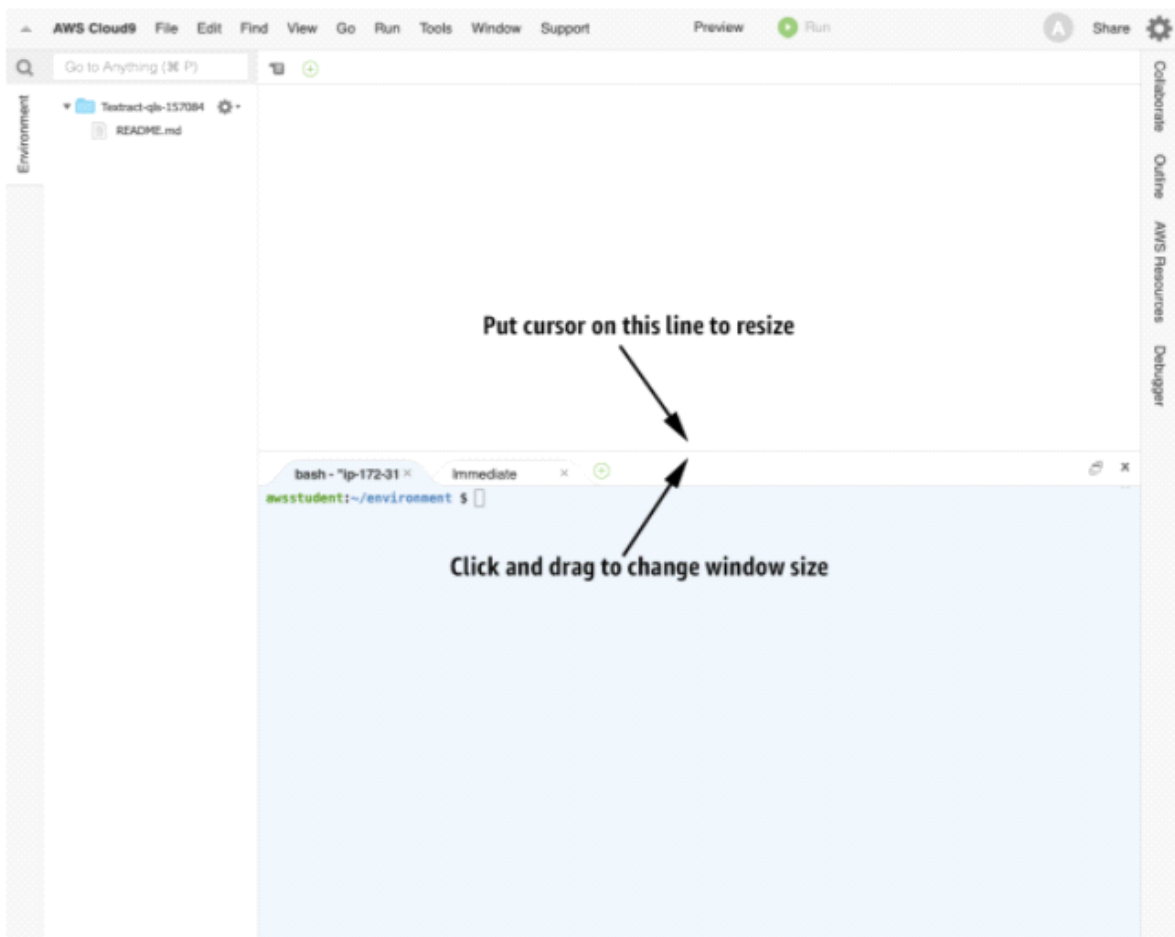 AWS Cloud9 File Edit Find View Go Run Tools Window Support Preview Run A Share
Go to Anything (⌘ P)
Environment
Textract-qls-157084
README.md
Collaborate
Outline
AWS Resources
Debugger
Put cursor on this line to resize
bash - "ip-172-31 × Immediate ×
awsstudent:~/environment $
Click and drag to change window size